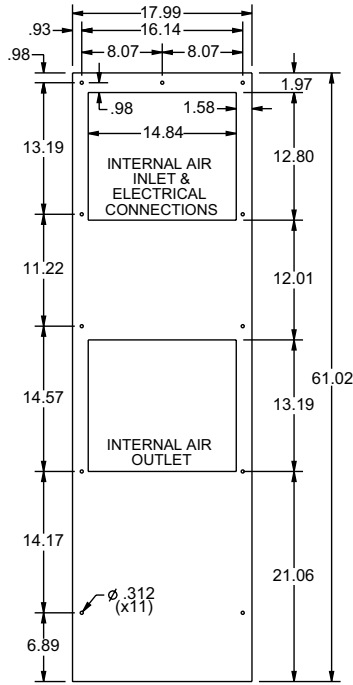 17.99
.93
16.14
.98
8.07
8.07
1.97
.98
1.58
14.84
13.19
12.80
INTERNAL AIR
INLET &
ELECTRICAL
CONNECTIONS
11.22
12.01
61.02
14.57
13.19
INTERNAL AIR
OUTLET
14.17
21.06
Ø .312
(x11)
6.89